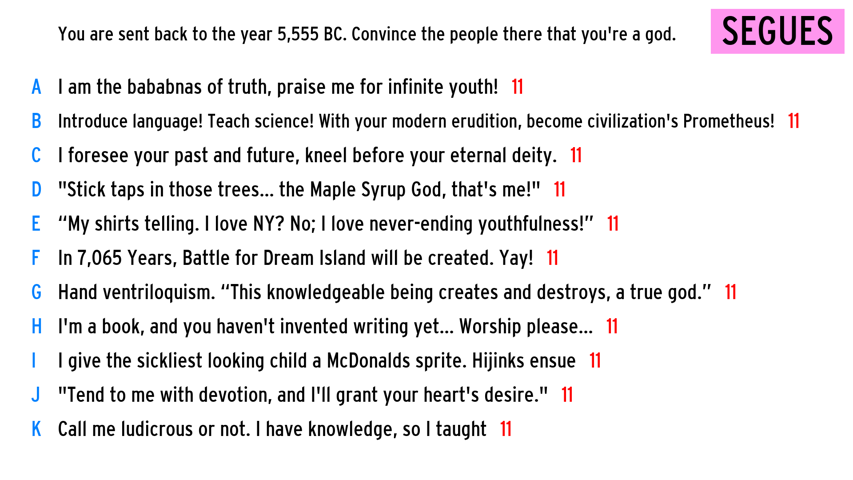 You are sent back to the year 5,555 BC. Convince the people there that you're a god.
SEGUES
A I am the bababnas of truth, praise me for infinite youth! 11
B Introduce language! Teach science! With your modern erudition, become civilization's Prometheus! 11
C I foresee your past and future, kneel before your eternal deity. 11
D "Stick taps in those trees... the Maple Syrup God, that's me!" 11
E “My shirts telling. I love NY? No; I love never-ending youthfulness!” 11
F In 7,065 Years, Battle for Dream Island will be created. Yay! 11
G Hand ventriloquism. “This knowledgeable being creates and destroys, a true god.” 11
H I'm a book, and you haven't invented writing yet... Worship please... 11
I I give the sickliest looking child a McDonalds sprite. Hijinks ensue 11
J "Tend to me with devotion, and I'll grant your heart's desire." 11
K Call me ludicrous or not. I have knowledge, so I taught 11